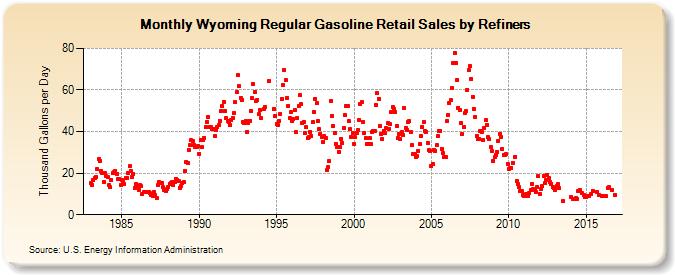 Monthly Wyoming Regular Gasoline Retail Sales by Refiners
Thousand Gallons per Day
80
60
40
20
0
1985 1990 1995 2000 2005 2010 2015
Source: U.S. Energy Information Administration